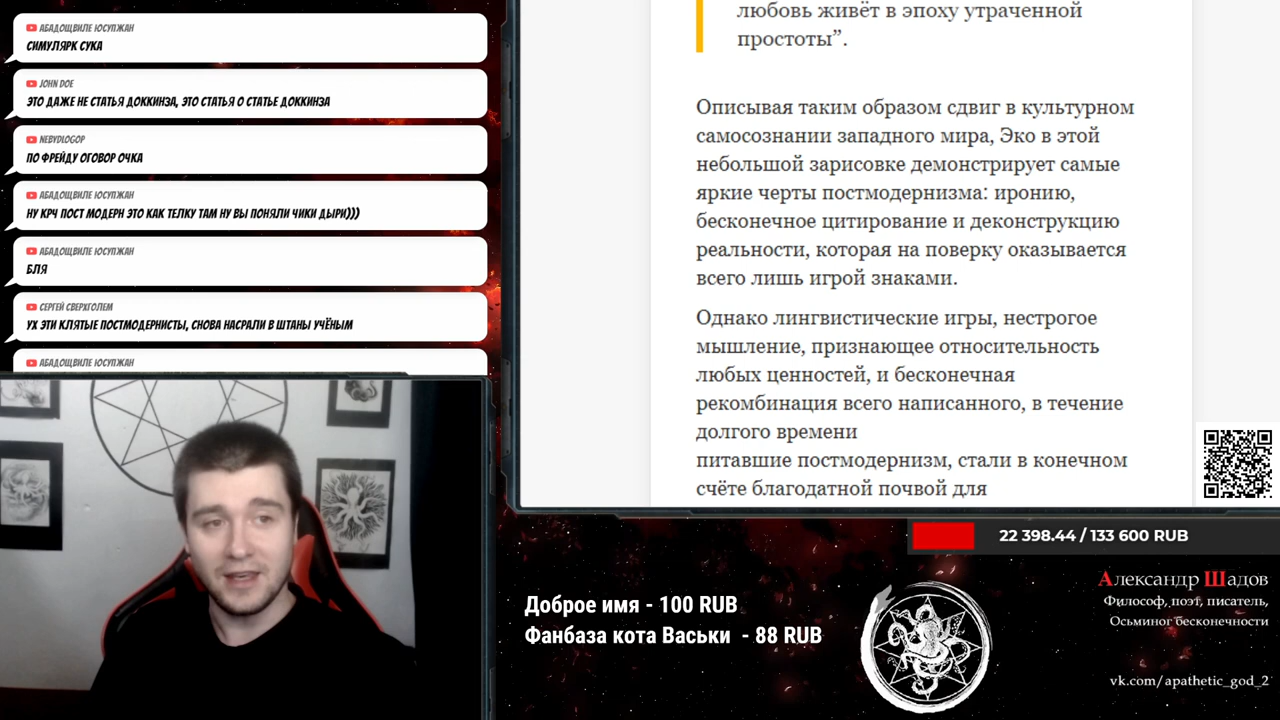 АБАДОЩВИЛЕ ЮСУПЖАН
СИМУЛЯРК СУКА
JOHN DOE
ЭТО ДАЖЕ НЕ СТАТЬЯ ДОККИНЗА, ЭТО СТАТЬЯ О СТАТЬЕ ДОККИНЗА
NEBYDLOGOP
ПО ФРЕЙДУ ОГОВОР ОЧКА
АБАДОЩВИЛЕ ЮСУПЖАН
НУ КРЧ ПОСТ МОДЕРН ЭТО КАК ТЕЛКУ ТАМ НУ ВЫ ПОНЯЛИ ЧИКИ ДЫРИ)))
АБАДОЩВИЛЕ ЮСУПЖАН
БЛЯ
СЕРГЕЙ СВЕРХГОЛЕМ
УХ ЭТИ КЛЯТЫЕ ПОСТМОДЕРНИСТЫ, СНОВА НАСРАЛИ В ШТАНЫ УЧЁНЫМ
АБАДОЩВИЛЕ ЮСУПЖАН
любовь живёт в эпоху утраченной
простоты”.
Описывая таким образом сдвиг в культурном
самосознании западного мира, Эко в этой
небольшой зарисовке демонстрирует самые
яркие черты постмодернизма: иронию,
бесконечное цитирование и деконструкцию
реальности, которая на поверку оказывается
всего лишь игрой знаками.
Однако лингвистические игры, нестрогое
мышление, признающее относительность
любых ценностей, и бесконечная
рекомбинация всего написанного, в течение
долгого времени
питавшие постмодернизм, стали в конечном
счёте благодатной почвой для
22 398.44 / 133 600 RUB
Доброе имя - 100 RUB
Фанбаза кота Васьки - 88 RUB
Александр Шадов
Философ, поэт, писатель,
Осьминог бесконечности
vk.com/apathetic_god_2